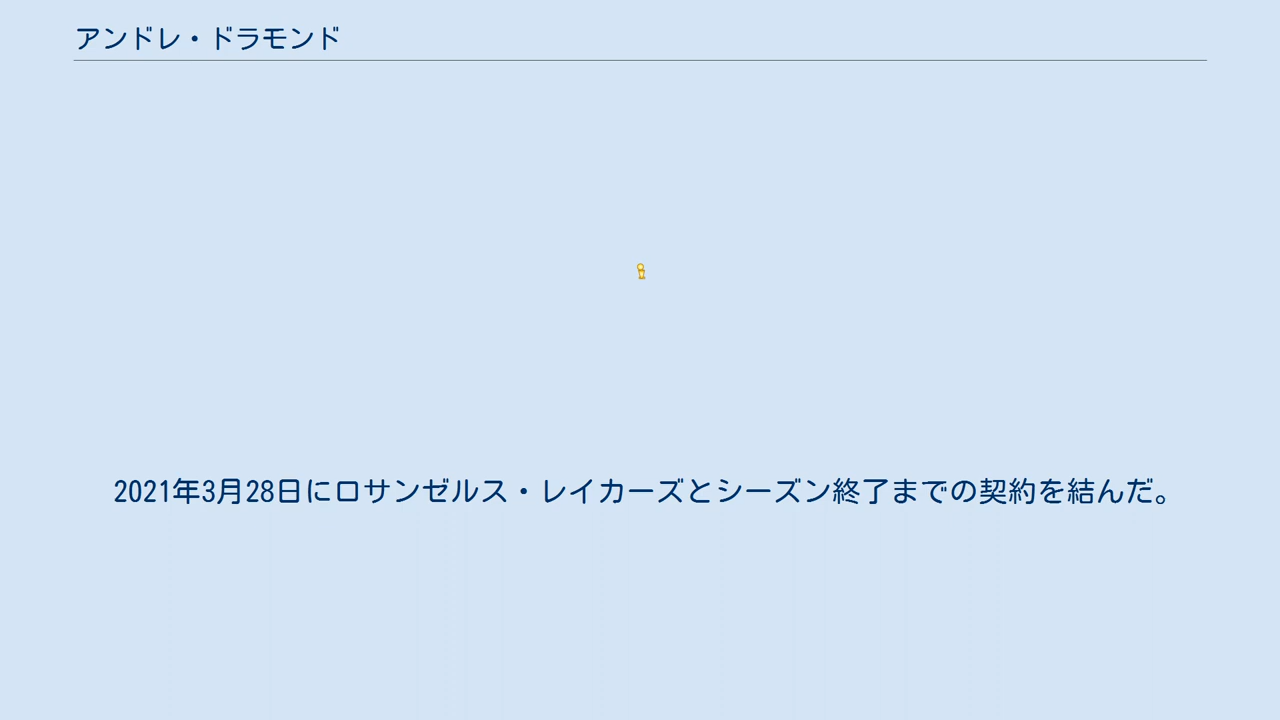 アンドレ・ドラモンド
2021年3月28日にロサンゼルス・レイカーズとシーズン終了までの契約を結んだ。